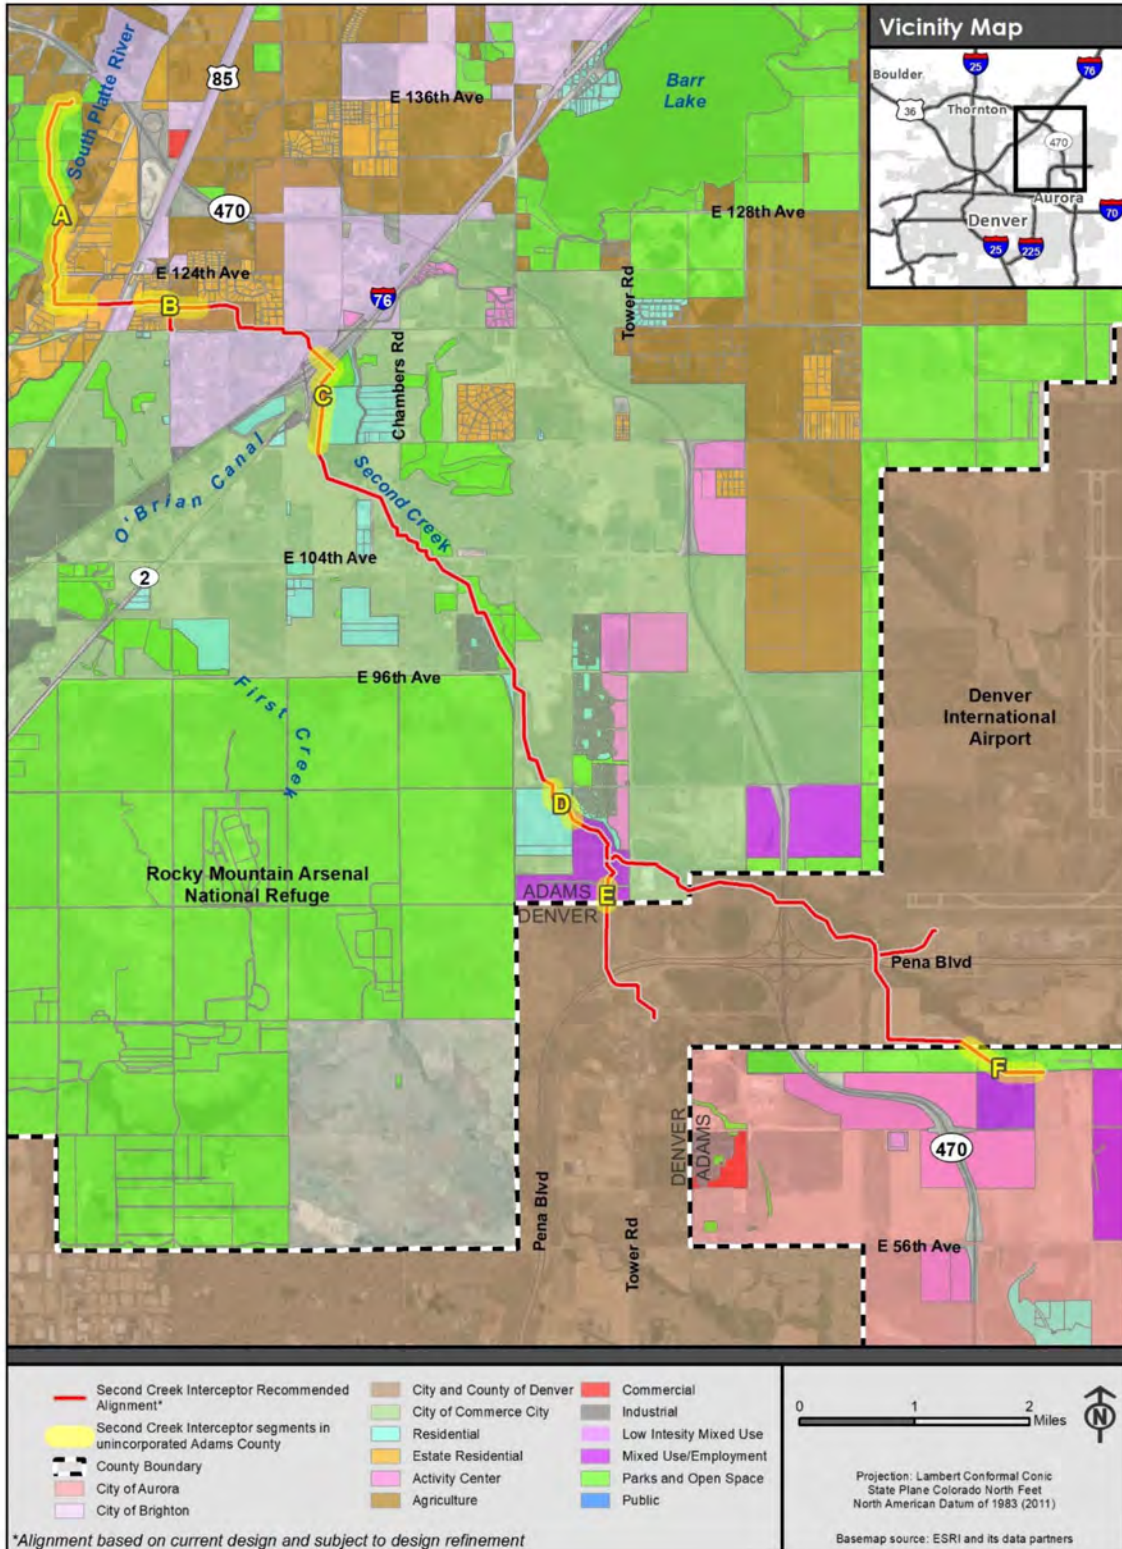 Vicinity Map
Boulder
25
76
Thornton
36
470
Aurora
Denver
70
25
225
South Platte River
85
E 136th Ave
Barr
Lake
A
470
E 128th Ave
E 124th Ave
B
76
Tower Rd
Chambers Rd
C
O'Brian Canal
Second Creek
E 104th Ave
2
E 96th Ave
First Creek
Denver
International
Airport
D
Rocky Mountain Arsenal
National Refuge
ADAMS
DENVER
E
Pena Blvd
F
DENVER
ADAMS
470
Pena Blvd
Tower Rd
E 56th Ave
Second Creek Interceptor Recommended
Alignment*
Second Creek Interceptor segments in
unincorporated Adams County
County Boundary
City of Aurora
City of Brighton
City and County of Denver
City of Commerce City
Residential
Estate Residential
Activity Center
Agriculture
Commercial
Industrial
Low Intesity Mixed Use
Mixed Use/Employment
Parks and Open Space
Public
0 1 2
Miles
N
Projection: Lambert Conformal Conic
State Plane Colorado North Feet
North American Datum of 1983 (2011)
Basemap source: ESRI and its data partners
*Alignment based on current design and subject to design refinement